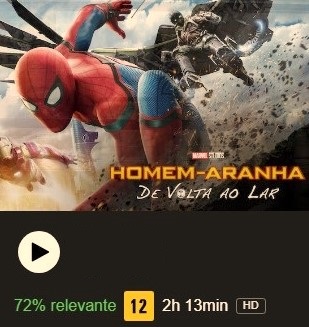 MARVEL STUDIOS
HOMEM-ARANHA
DE VOLTA AO LAR
72% relevante 12 2h 13min HD